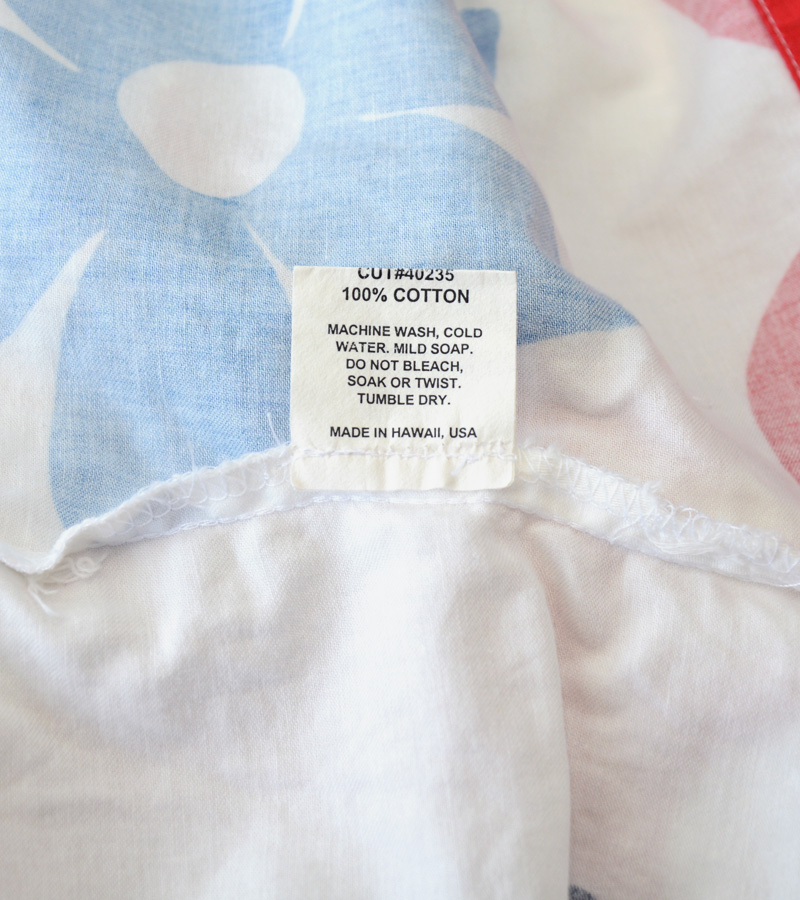 CUT#40235
100% COTTON
MACHINE WASH, COLD
WATER. MILD SOAP.
DO NOT BLEACH,
SOAK OR TWIST.
TUMBLE DRY.
MADE IN HAWAII, USA